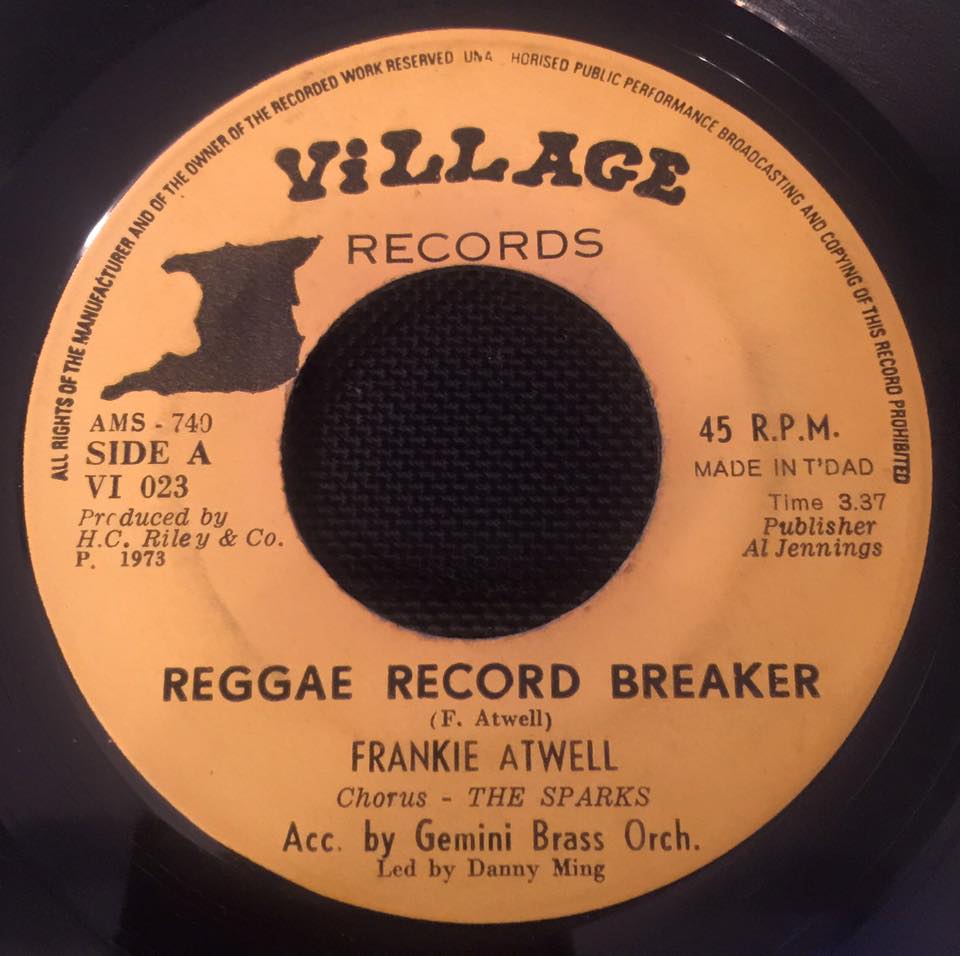 ALL RIGHTS OF THE MANUFACTURER AND OF THE OWNER OF THE RECORDED WORK RESERVED UNA HORISED PUBLIC PERFORMANCE BROADCASTING AND COPYING OF THIS RECORD PROHIBITED
ViLLAGE
RECORDS
AMS - 740
SIDE A
VI 023
Produced by
H.C. Riley & Co.
P. 1973
45 R.P.M.
MADE IN T'DAD
Time 3.37
Publisher
Al Jennings
REGGAE RECORD BREAKER
(F. Atwell)
FRANKIE ATWELL
Chorus - THE SPARKS
Acc. by Gemini Brass Orch.
Led by Danny Ming